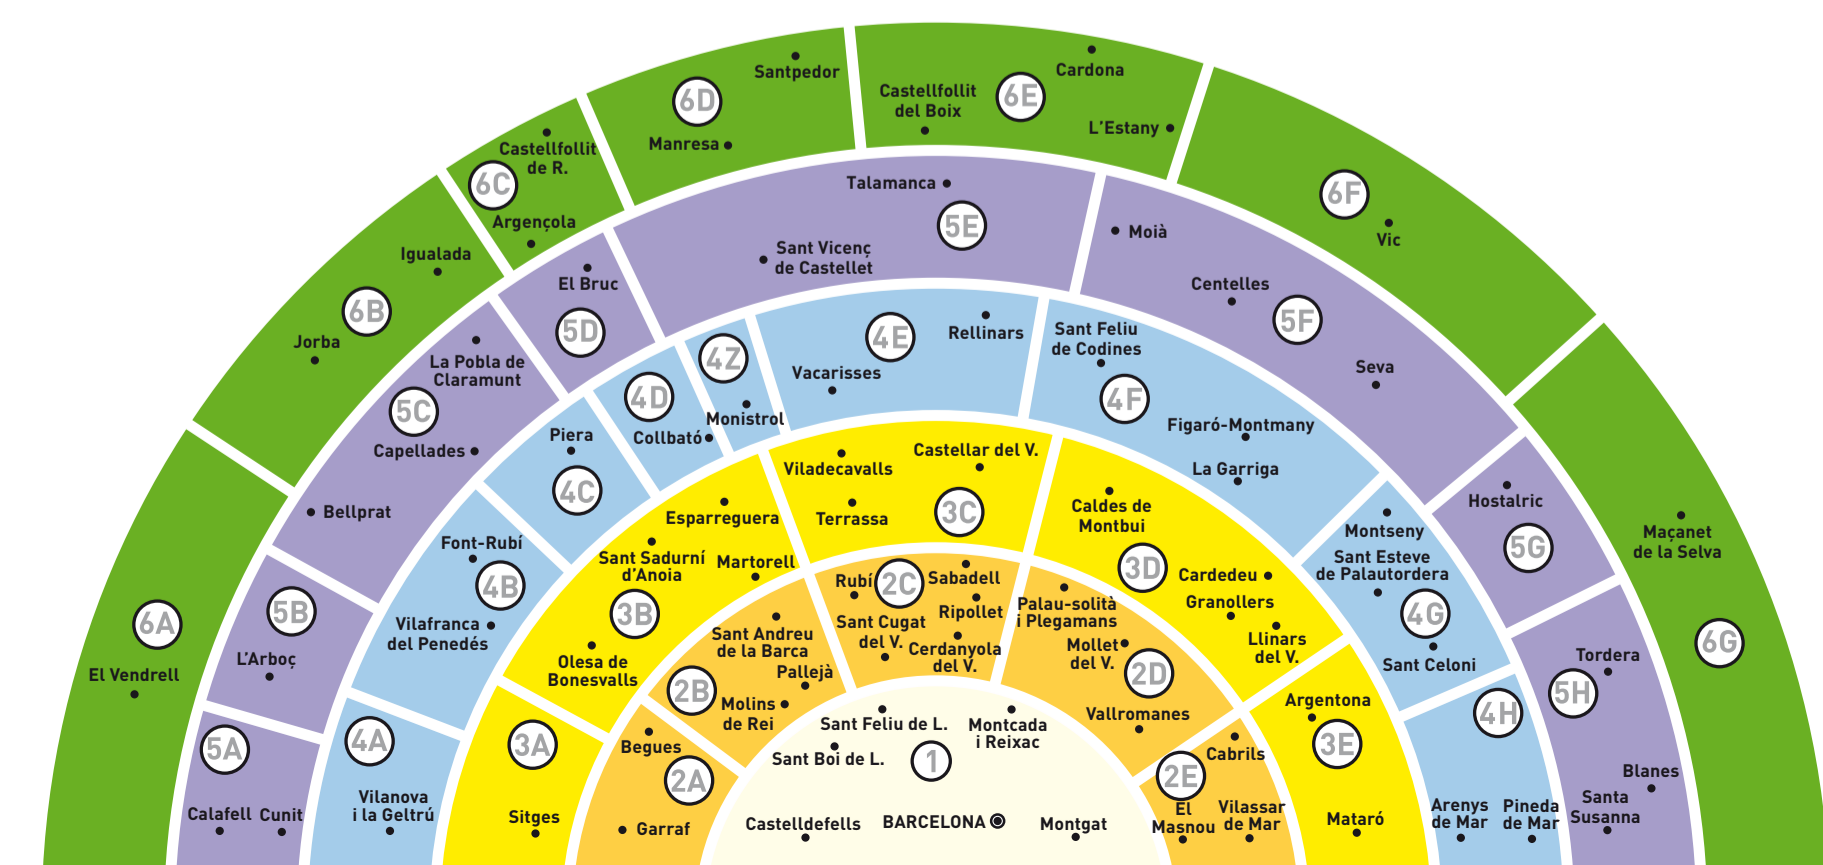 Santpedor
6D
Manresa
Cardona
6E
Castellfollit
del Boix
L'Estany
Castellfollit
de R.
6C
Argençola
6F
Vic
Igualada
6B
Jorba
Talamanca
5E
Sant Vicenç
de Castellet
Moià
Centelles
5F
Seva
El Bruc
5D
La Pobla de
Claramunt
5C
Capellades
Bellprat
4Z
Monistrol
4E
Rellinars
Vacarisses
Sant Feliu
de Codines
4F
Figaró-Montmany
La Garriga
4D
Collbató
Piera
4C
Font-Rubí
4B
Vilafranca
del Penedés
Viladecavalls
Castellar del V.
Terrassa
3C
Caldes de
Montbui
3D
Cardedeu
Granollers
Llinars
del V.
Esparreguera
Sant Sadurní
d'Anoia
Martorell
3B
Olesa de
Bonesvalls
Hostalric
5G
Montseny
Sant Esteve
de Palautordera
4G
Sant Celoni
Maçanet
de la Selva
6G
Rubí
2C
Sabadell
Ripollet
Sant Cugat
del V.
Cerdanyola
del V.
Palau-solità
i Plegamans
Mollet
del V.
2D
Vallromanes
Sant Andreu
de la Barca
Pallejà
2B
Molins
de Rei
6A
El Vendrell
5B
L'Arboç
5A
Calafell
Cunit
4A
Vilanova
i la Geltrú
3A
Sitges
Begues
2A
Garraf
Sant Feliu de L.
Montcada
i Reixac
Sant Boi de L.
1
Castelldefells
BARCELONA
Montgat
2E
Cabrils
El
Masnou
Vilassar
de Mar
Argentona
3E
Mataró
4H
Arenys
de Mar
Pineda
de Mar
Tordera
5H
Blanes
Santa
Susanna